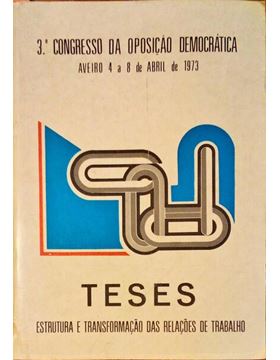 3.º CONGRESSO DA OPOSIÇÃO DEMOCRÁTICA
AVEIRO 4 a 8 de ABRIL de 1973
TESES
ESTRUTURA E TRANSFORMAÇÃO DAS RELAÇÕES DE TRABALHO